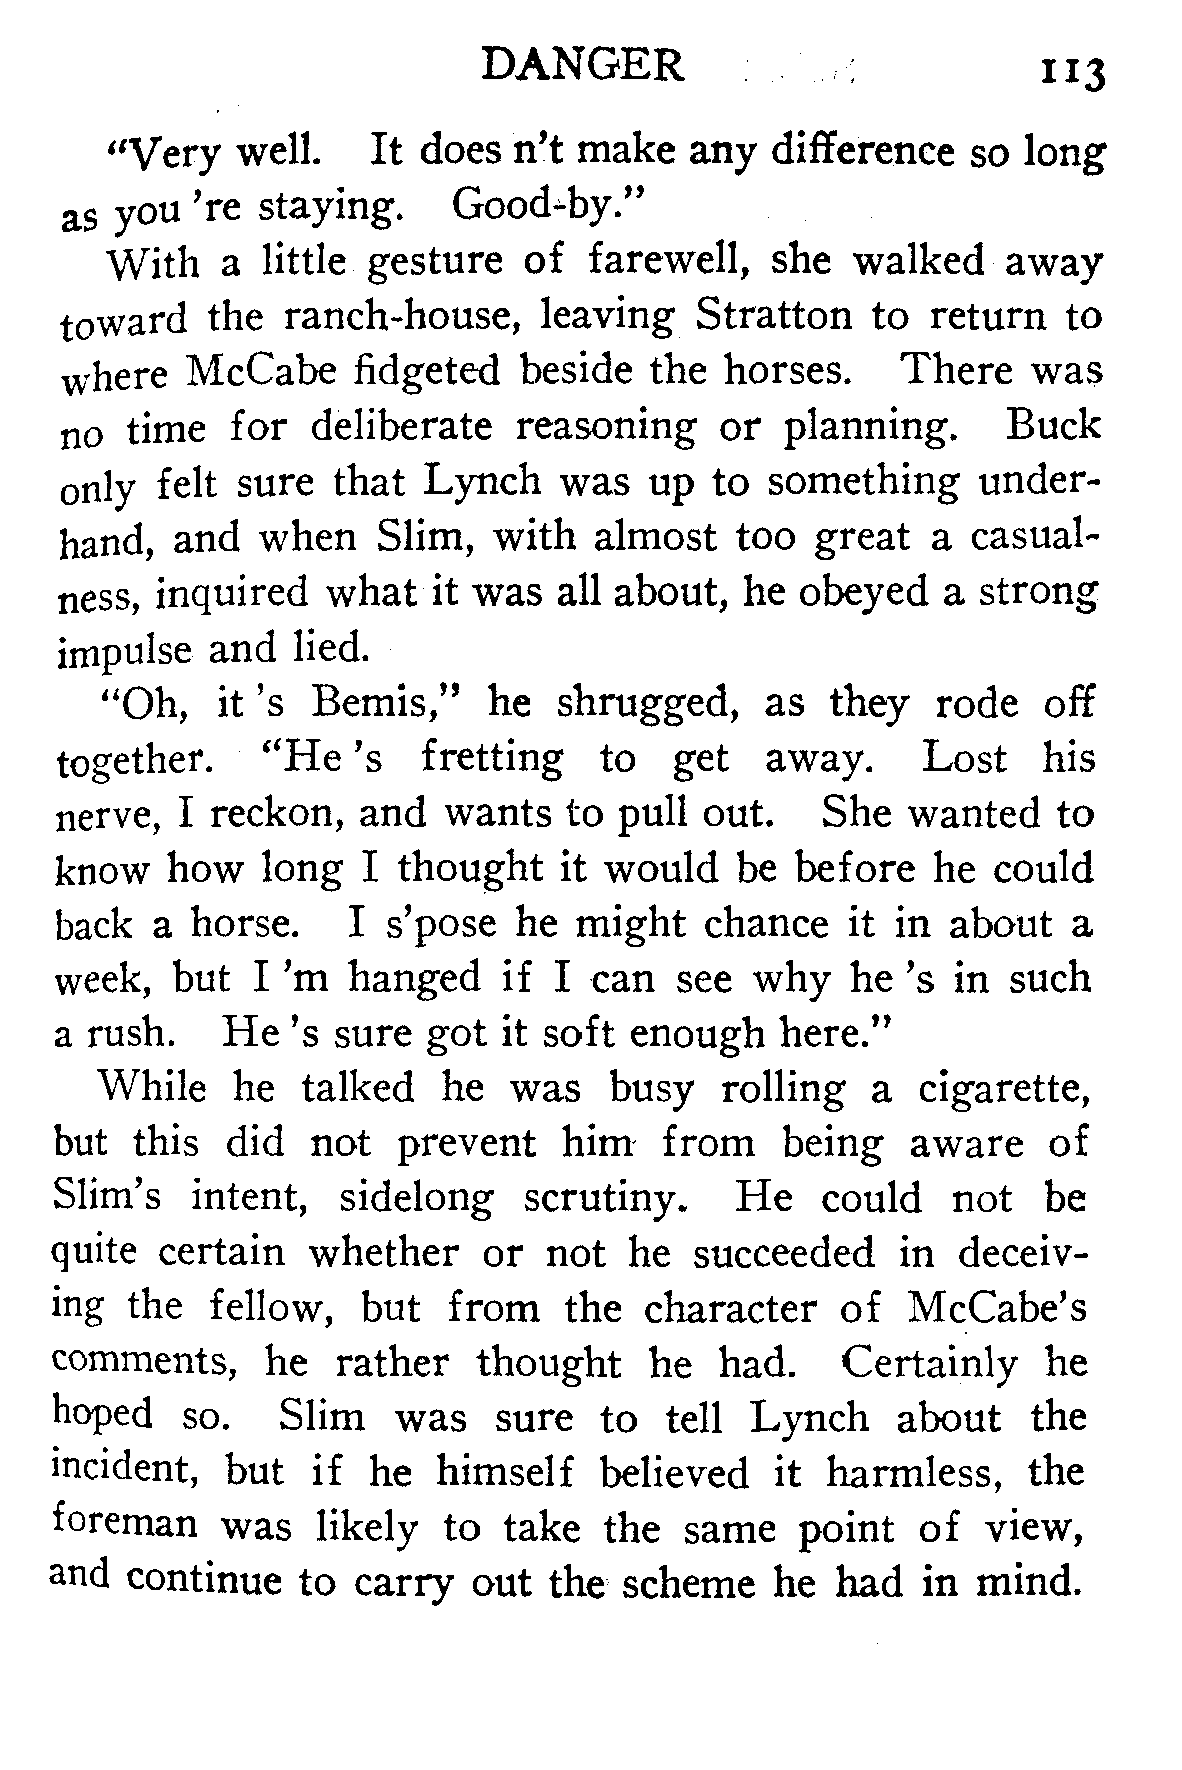 DANGER 113
“Very well. It does n’t make any difference so long
as you ’re staying. Good-by.”
With a little gesture of farewell, she walked away
toward the ranch-house, leaving Stratton to return to
where McCabe fidgeted beside the horses. There was
no time for deliberate reasoning or planning. Buck
only felt sure that Lynch was up to something under-
hand, and when Slim, with almost too great a casual-
ness, inquired what it was all about, he obeyed a strong
impulse and lied.
“Oh, it ’s Bemis,” he shrugged, as they rode off
together. “He ’s fretting to get away. Lost his
nerve, I reckon, and wants to pull out. She wanted to
know how long I thought it would be before he could
back a horse. I s’pose he might chance it in about a
week, but I ’m hanged if I can see why he ’s in such
a rush. He ’s sure got it soft enough here.”
While he talked he was busy rolling a cigarette,
but this did not prevent him from being aware of
Slim’s intent, sidelong scrutiny. He could not be
quite certain whether or not he succeeded in deceiv-
ing the fellow, but from the character of McCabe’s
comments, he rather thought he had. Certainly he
hoped so. Slim was sure to tell Lynch about the
incident, but if he himself believed it harmless, the
foreman was likely to take the same point of view,
and continue to carry out the scheme he had in mind.